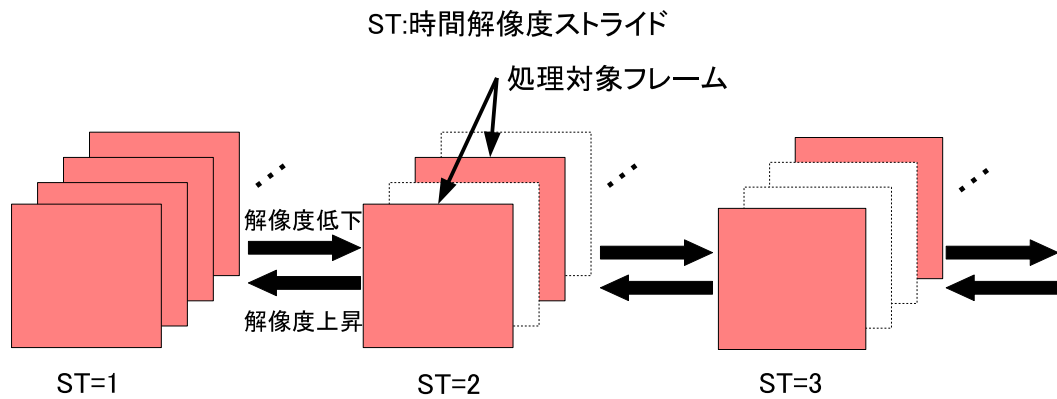 ST:時間解像度ストライド
処理対象フレーム
解像度低下
解像度上昇
ST=1
ST=2
ST=3